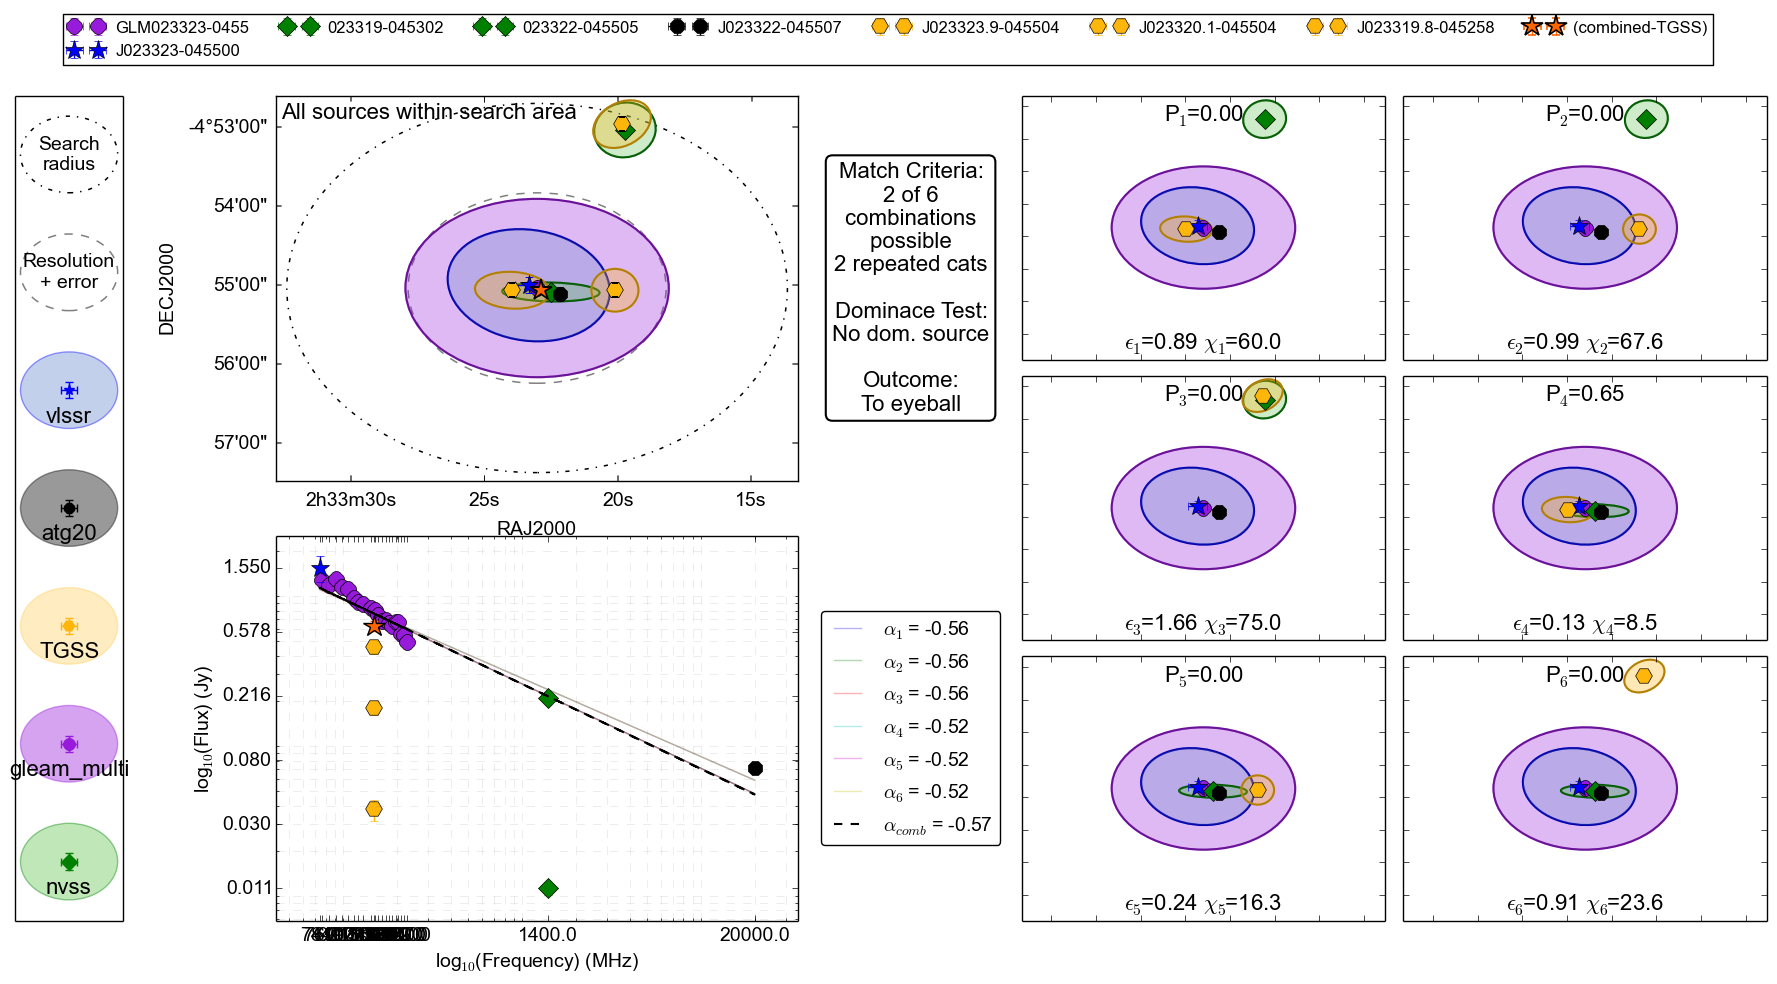 GLM023323-0455 023319-045302 023322-045505 J023322-045507 J023323.9-045504 J023320.1-045504 J023319.8-045258 (combined-TGSS)
J023323-045500
Search
radius
Resolution
+ error
vlssr
atg20
TGSS
gleam_multi
nvss
All sources within search area
-4°53'00"
54'00"
55'00"
56'00"
57'00"
DECJ2000
2h33m30s 25s 20s 15s
RAJ2000
Match Criteria:
2 of 6
combinations
possible
2 repeated cats
Dominace Test:
No dom. source
Outcome:
To eyeball
1.550
0.578
0.216
0.080
0.030
0.011
log₁₀(Flux) (Jy)
1400.0 20000.0
log₁₀(Frequency) (MHz)
α₁ = -0.56
α₂ = -0.56
α₃ = -0.56
α₄ = -0.52
α₅ = -0.52
α₆ = -0.52
α_comb = -0.57
P₁=0.00
ϵ₁=0.89 χ₁=60.0
P₂=0.00
ϵ₂=0.99 χ₂=67.6
P₃=0.00
ϵ₃=1.66 χ₃=75.0
P₄=0.65
ϵ₄=0.13 χ₄=8.5
P₅=0.00
ϵ₅=0.24 χ₅=16.3
P₆=0.00
ϵ₆=0.91 χ₆=23.6